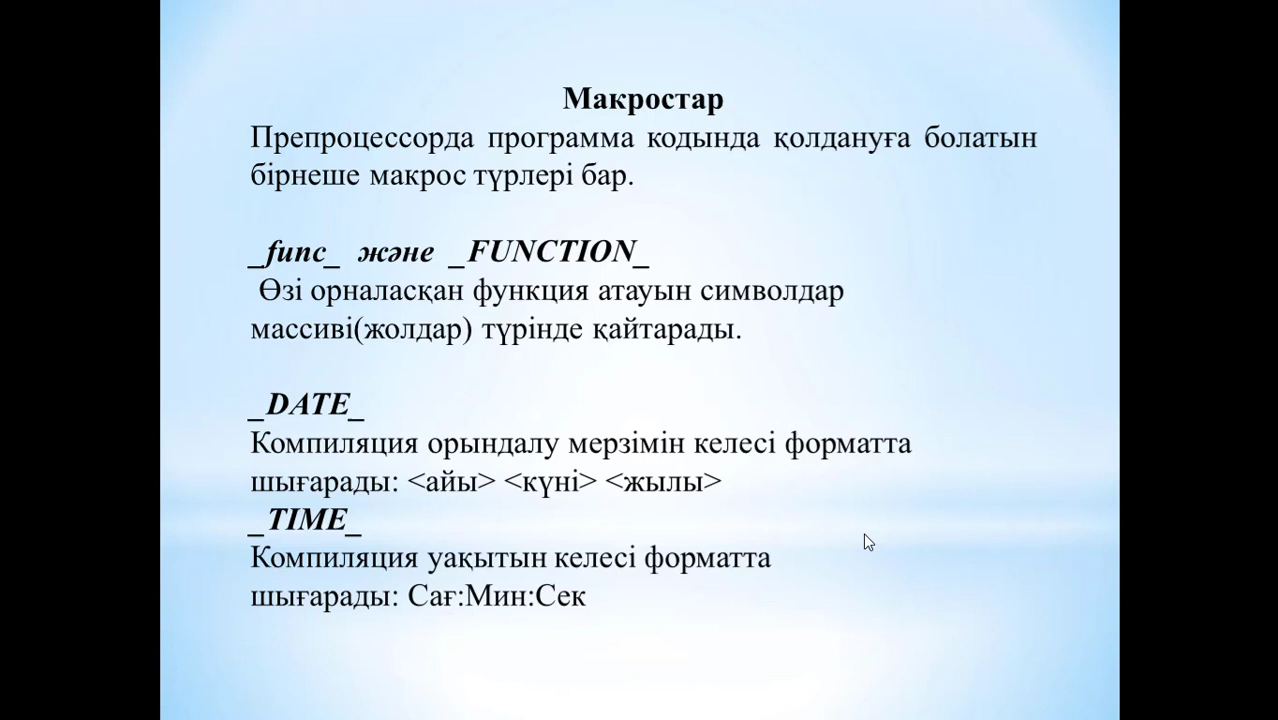 Макростар
Препроцессорда программа кодында қолдануға болатын
бірнеше макрос түрлері бар.
_func_ және _FUNCTION_
Өзі орналасқан функция атауын символдар
массиві(жолдар) түрінде қайтарады.
_DATE_
Компиляция орындалу мерзімін келесі форматта
шығарады: <айы> <күні> <жылы>
_TIME_
Компиляция уақытын келесі форматта
шығарады: Сағ:Мин:Сек